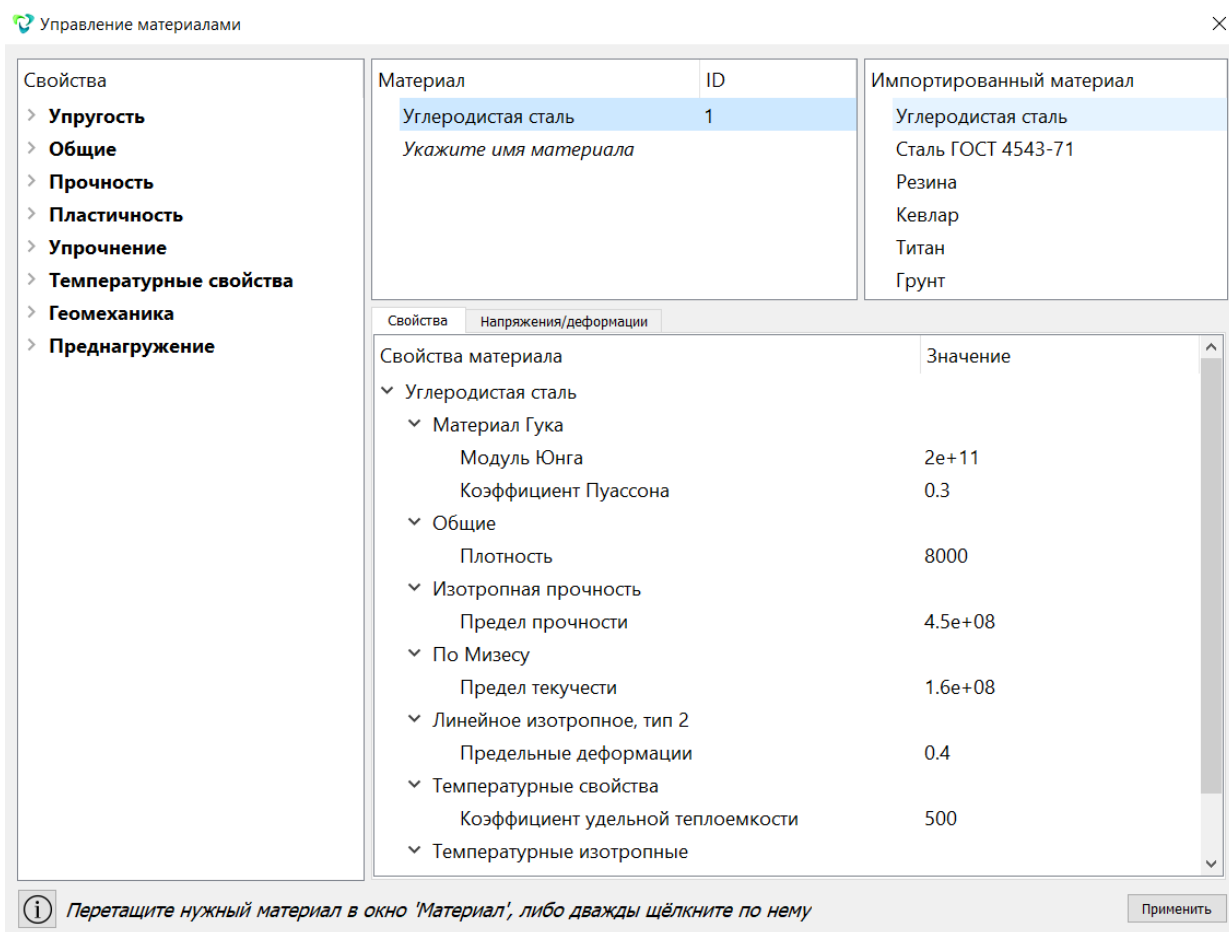 Управление материалами
Свойства
Упругость
Общие
Прочность
Пластичность
Упрочнение
Температурные свойства
Геомеханика
Преднагружение
Материал ID
Углеродистая сталь 1
Укажите имя материала
Импортированный материал
Углеродистая сталь
Сталь ГОСТ 4543-71
Резина
Кевлар
Титан
Грунт
Свойства Напряжения/деформации
Свойства материала Значение
Углеродистая сталь
Материал Гука
Модуль Юнга 2e+11
Коэффициент Пуассона 0.3
Общие
Плотность 8000
Изотропная прочность
Предел прочности 4.5e+08
По Мизесу
Предел текучести 1.6e+08
Линейное изотропное, тип 2
Предельные деформации 0.4
Температурные свойства
Коэффициент удельной теплоемкости 500
Температурные изотропные
Перетащите нужный материал в окно 'Материал', либо дважды щёлкните по нему
Применить